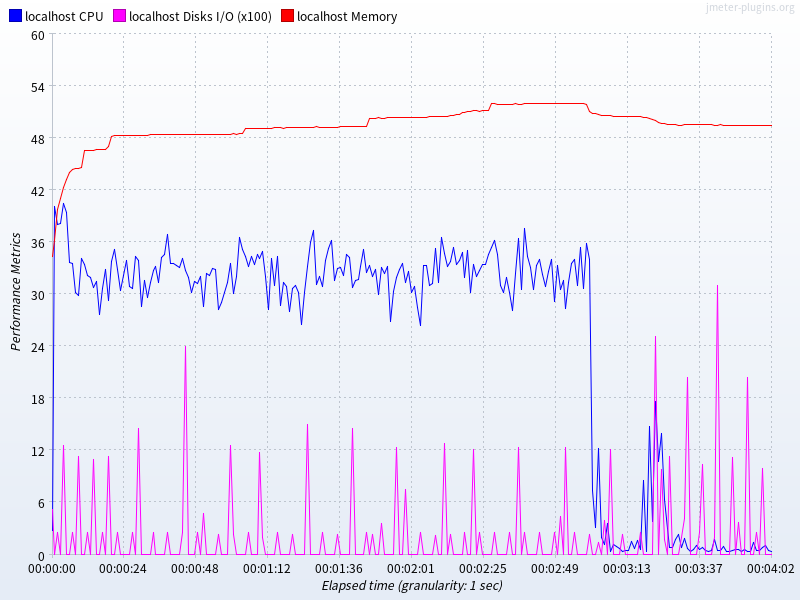 jmeter-plugins.org
localhost CPU localhost Disks I/O (x100) localhost Memory
Performance Metrics
60
54
48
42
36
30
24
18
12
6
0
00:00:00 00:00:24 00:00:48 00:01:12 00:01:36 00:02:01 00:02:25 00:02:49 00:03:13 00:03:37 00:04:02
Elapsed time (granularity: 1 sec)